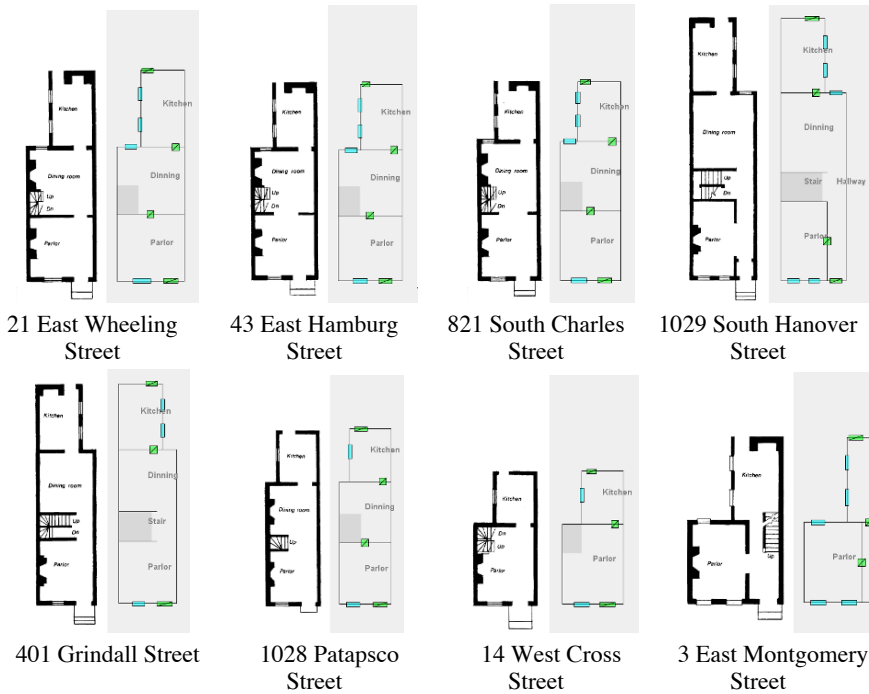 Kitchen
Kitchen
Dining room
Dinning
Up
Dn
Parlor
Parlor
21 East Wheeling
Street
Kitchen
Kitchen
Dining room
Dinning
Up
Dn
Parlor
Parlor
43 East Hamburg
Street
Kitchen
Kitchen
Dining room
Dinning
Up
Dn
Parlor
Parlor
821 South Charles
Street
Kitchen
Kitchen
Dining room
Dinning
Up
Dn
Stair Hallway
Parlor
Parlor
1029 South Hanover
Street
Kitchen
Kitchen
Dining room
Dinning
Up
Dn
Stair
Parlor
Parlor
401 Grindall Street
Kitchen
Kitchen
Dining room
Dinning
Up
Parlor
Parlor
1028 Patapsco
Street
Kitchen
Kitchen
Dn
Up
Parlor
Parlor
14 West Cross
Street
Kitchen
Kitchen
Up
Parlor
Parlor
3 East Montgomery
Street